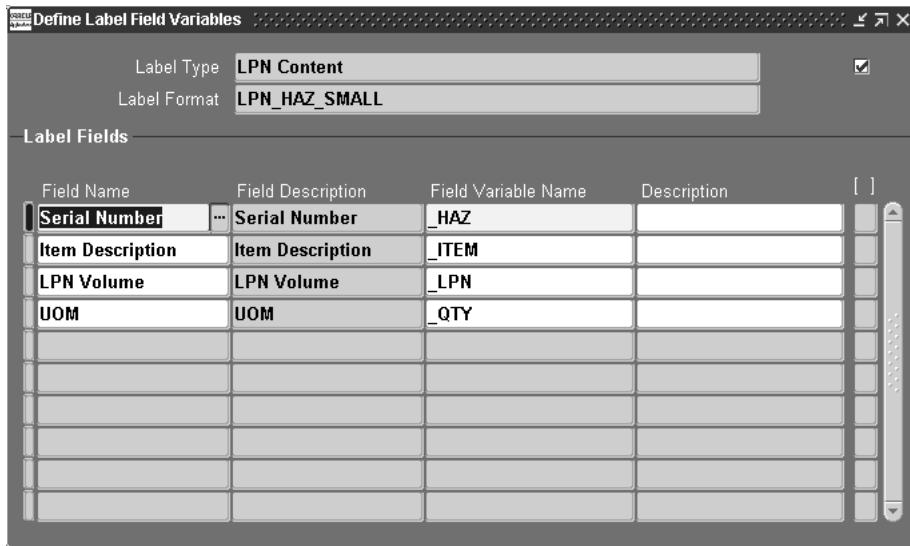 Define Label Field Variables
Label Type LPN Content
Label Format LPN_HAZ_SMALL
Label Fields
Field Name Field Description Field Variable Name Description [ ]
Serial Number ... Serial Number _HAZ
Item Description Item Description _ITEM
LPN Volume LPN Volume _LPN
UOM UOM _QTY